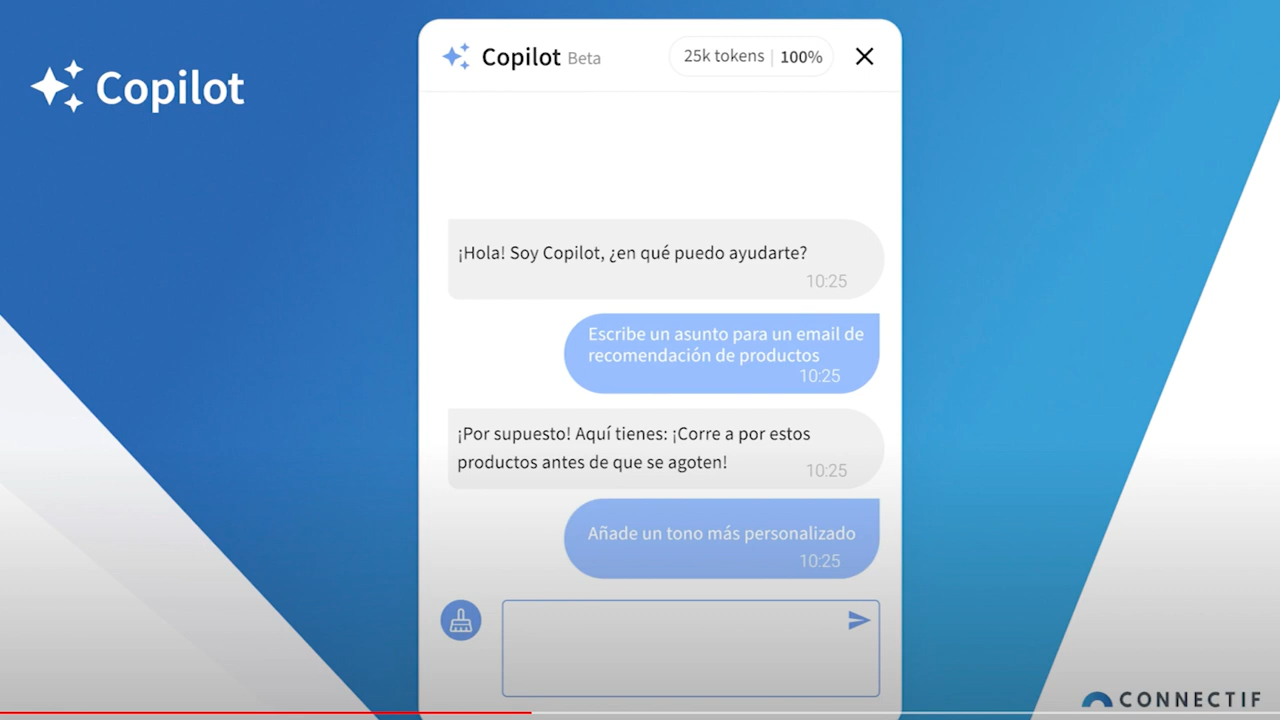 Copilot
Copilot Beta
25k tokens | 100%
¡Hola! Soy Copilot, ¿en qué puedo ayudarte?
10:25
Escribe un asunto para un email de
recomendación de productos
10:25
¡Por supuesto! Aquí tienes: ¡Corre a por estos
productos antes de que se agoten!
10:25
Añade un tono más personalizado
10:25
CONNECTIF